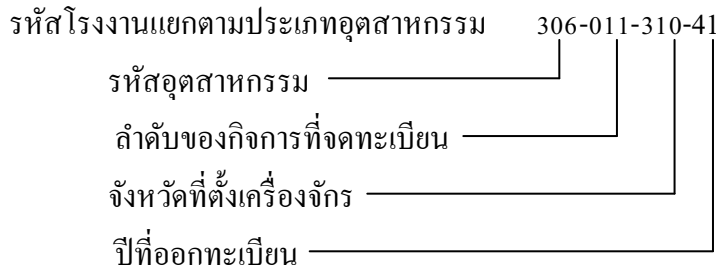 รหัสโรงงานแยกตามประเภทอุตสาหกรรม 306-011-310-41
รหัสอุตสาหกรรม
ลำดับของกิจการที่จดทะเบียน
จังหวัดที่ตั้งเครื่องจักร
ปีที่ออกทะเบียน